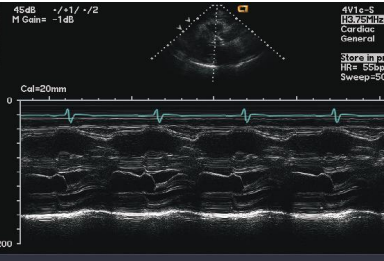 45dB  •/+1/ •/2
M Gain= -1dB
4V1c-S
H3.75MHz
Cardiac
General
Store in pr
HR= 55bp
Sweep=50
Cal=20mm
0
200